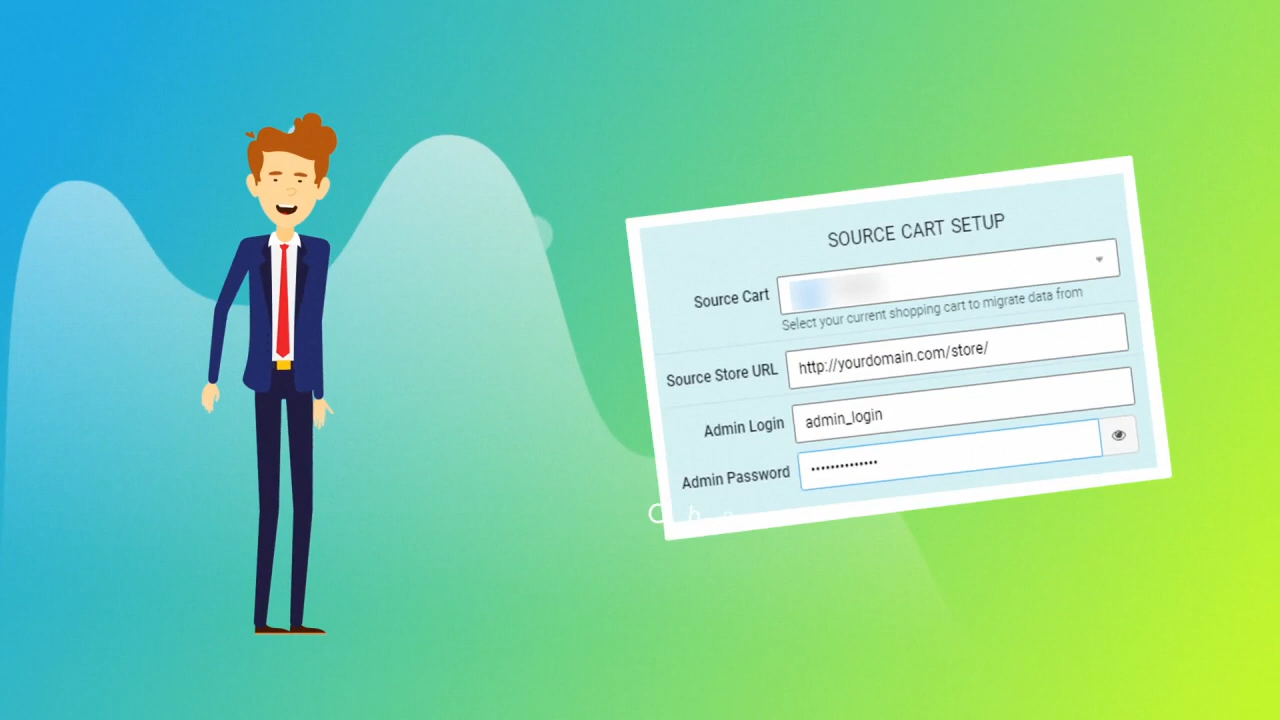 SOURCE CART SETUP
Source Cart
Select your current shopping cart to migrate data from
Source Store URL http://yourdomain.com/store/
Admin Login admin_login
Admin Password ••••••••••••••